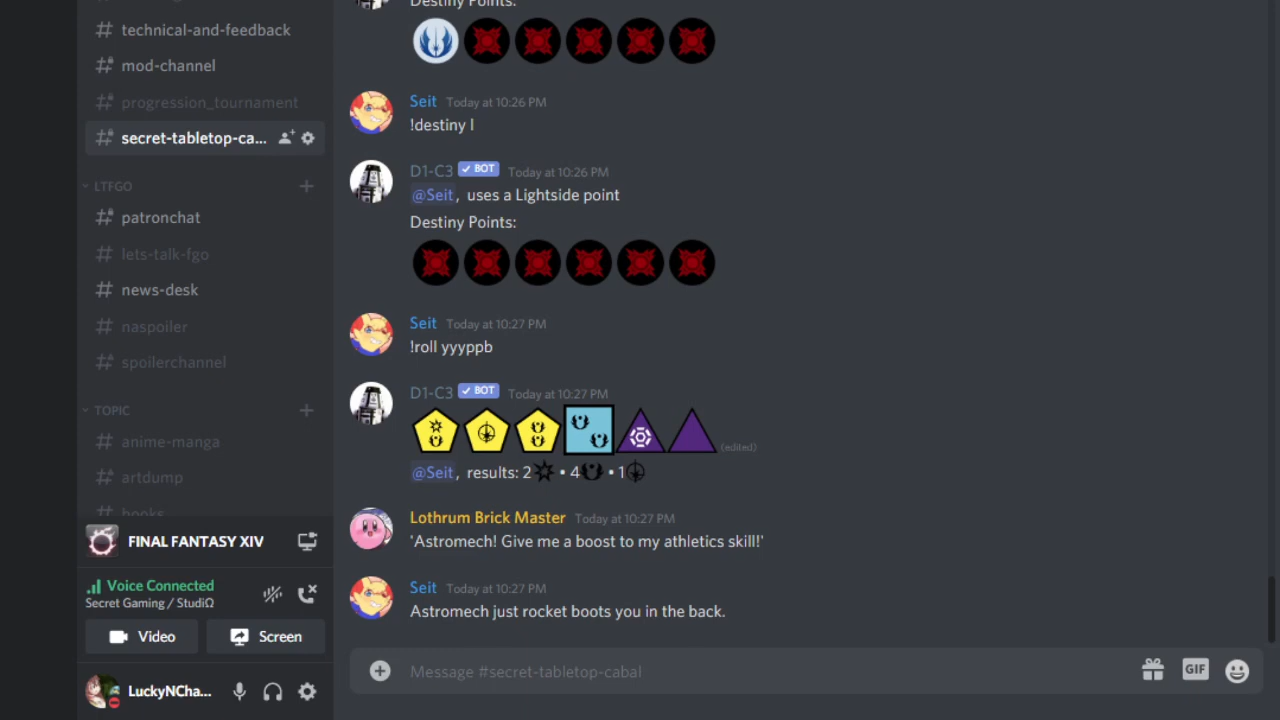 technical-and-feedback
mod-channel
progression_tournament
secret-tabletop-ca...
LTFGO
patronchat
lets-talk-fgo
news-desk
naspoiler
spoilerchannel
TOPIC
anime-manga
artdump
books
FINAL FANTASY XIV
Voice Connected
Secret Gaming / StudiΩ
Video
Screen
LuckyNCha...
Destiny Points:
Seit Today at 10:26 PM
!destiny l
D1-C3 BOT Today at 10:26 PM
@Seit, uses a Lightside point
Destiny Points:
Seit Today at 10:27 PM
!roll yyyppb
D1-C3 BOT Today at 10:27 PM
(edited)
@Seit, results: 2 • 4 • 1
Lothrum Brick Master Today at 10:27 PM
'Astromech! Give me a boost to my athletics skill!'
Seit Today at 10:27 PM
Astromech just rocket boots you in the back.
Message #secret-tabletop-cabal
GIF